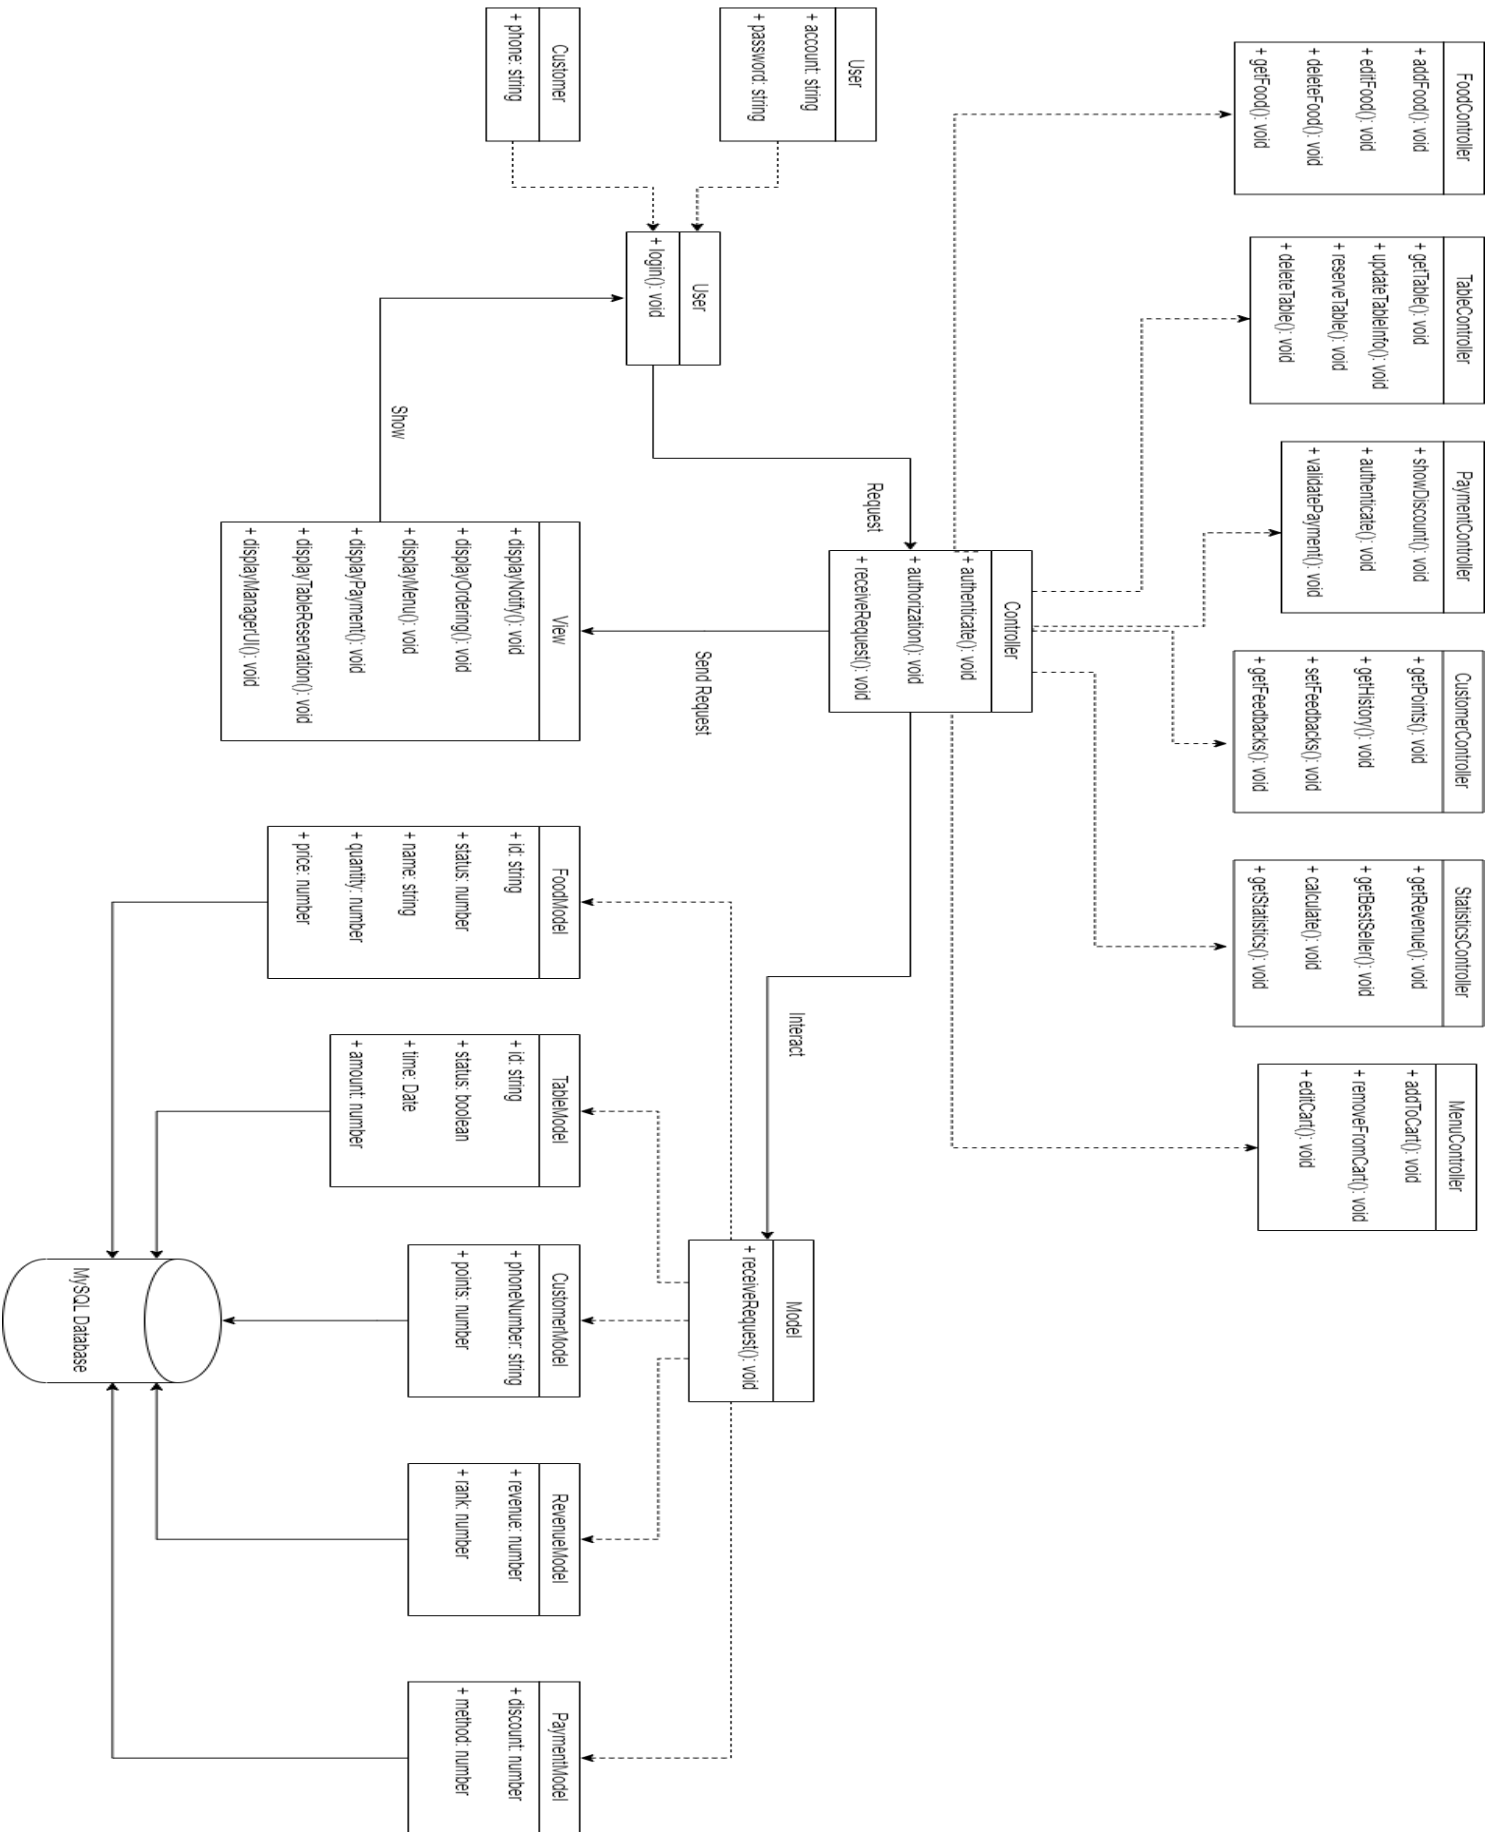 FoodController
+ addFood(): void
+ editFood(): void
+ deleteFood(): void
+ getFood(): void
TableController
+ getTable(): void
+ updateTableInfo(): void
+ reserveTable(): void
+ deleteTable(): void
PaymentController
+ showDiscount(): void
+ authenticate(): void
+ validatePayment(): void
CustomerController
+ getPoints(): void
+ getHistory(): void
+ setFeedbacks(): void
+ getFeedbacks(): void
StatisticsController
+ getRevenue(): void
+ getBestSeller(): void
+ calculate(): void
+ getStatistics(): void
MenuController
+ addToCart(): void
+ removeFromCart(): void
+ editCart(): void
User
+ account: string
+ password: string
Customer
+ phone: string
User
+ login(): void
Request
Controller
+ authenticate(): void
+ authorization(): void
+ receiveRequest(): void
Send Request
Show
View
+ displayNotify(): void
+ displayOrdering(): void
+ displayMenu(): void
+ displayPayment(): void
+ displayTableReservation(): void
+ displayManagerUI(): void
Interact
Model
+ receiveRequest(): void
FoodModel
+ id: string
+ status: number
+ name: string
+ quantity: number
+ price: number
TableModel
+ id: string
+ status: boolean
+ time: Date
+ amount: number
CustomerModel
+ phoneNumber: string
+ points: number
RevenueModel
+ revenue: number
+ rank: number
PaymentModel
+ discount: number
+ method: number
MySQL Database